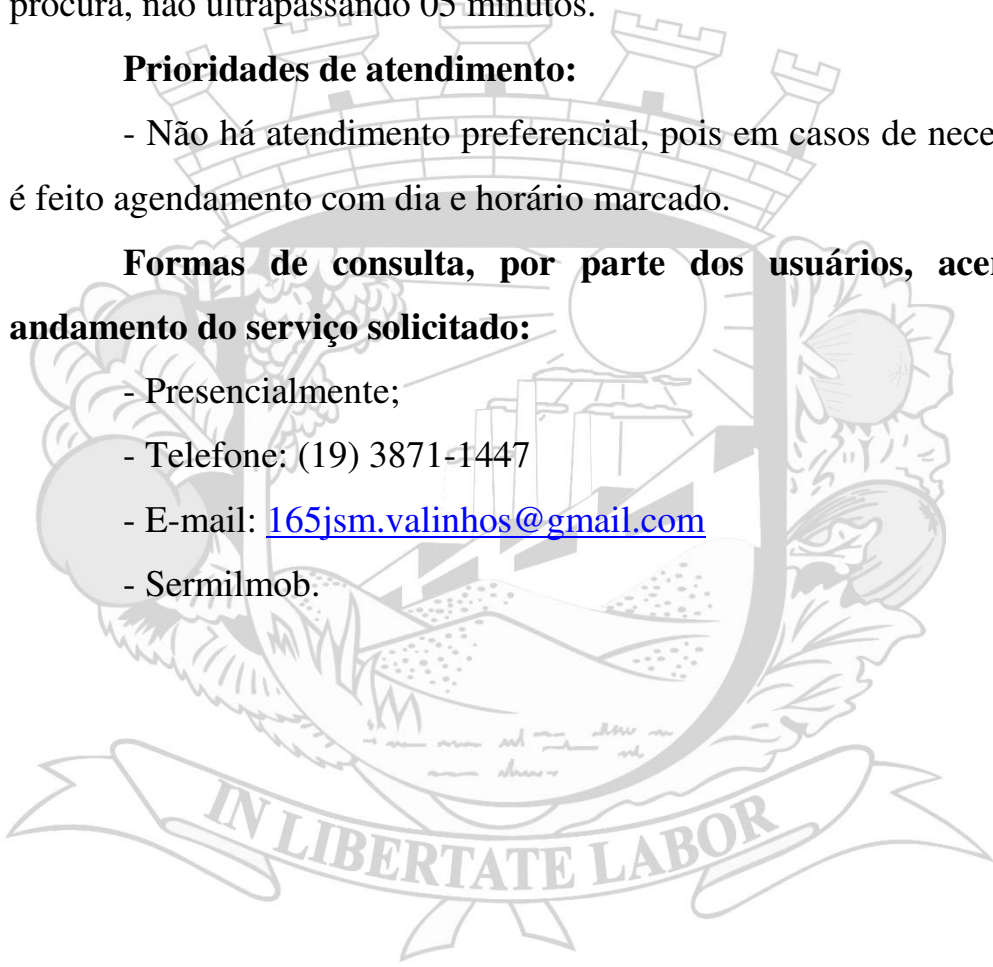 procura, não ultrapassando 05 minutos.
Prioridades de atendimento:
- Não há atendimento preferencial, pois em casos de nece
é feito agendamento com dia e horário marcado.
Formas de consulta, por parte dos usuários, acer
andamento do serviço solicitado:
- Presencialmente;
- Telefone: (19) 3871-1447
- E-mail: 165jsm.valinhos@gmail.com
- Sermilmob.
IN LIBERTATE LABOR